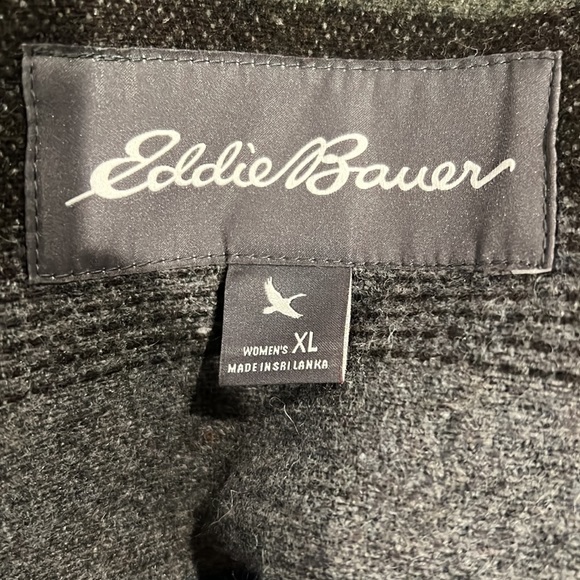 Eddie Bauer
WOMEN'S XL
MADE IN SRI LANKA